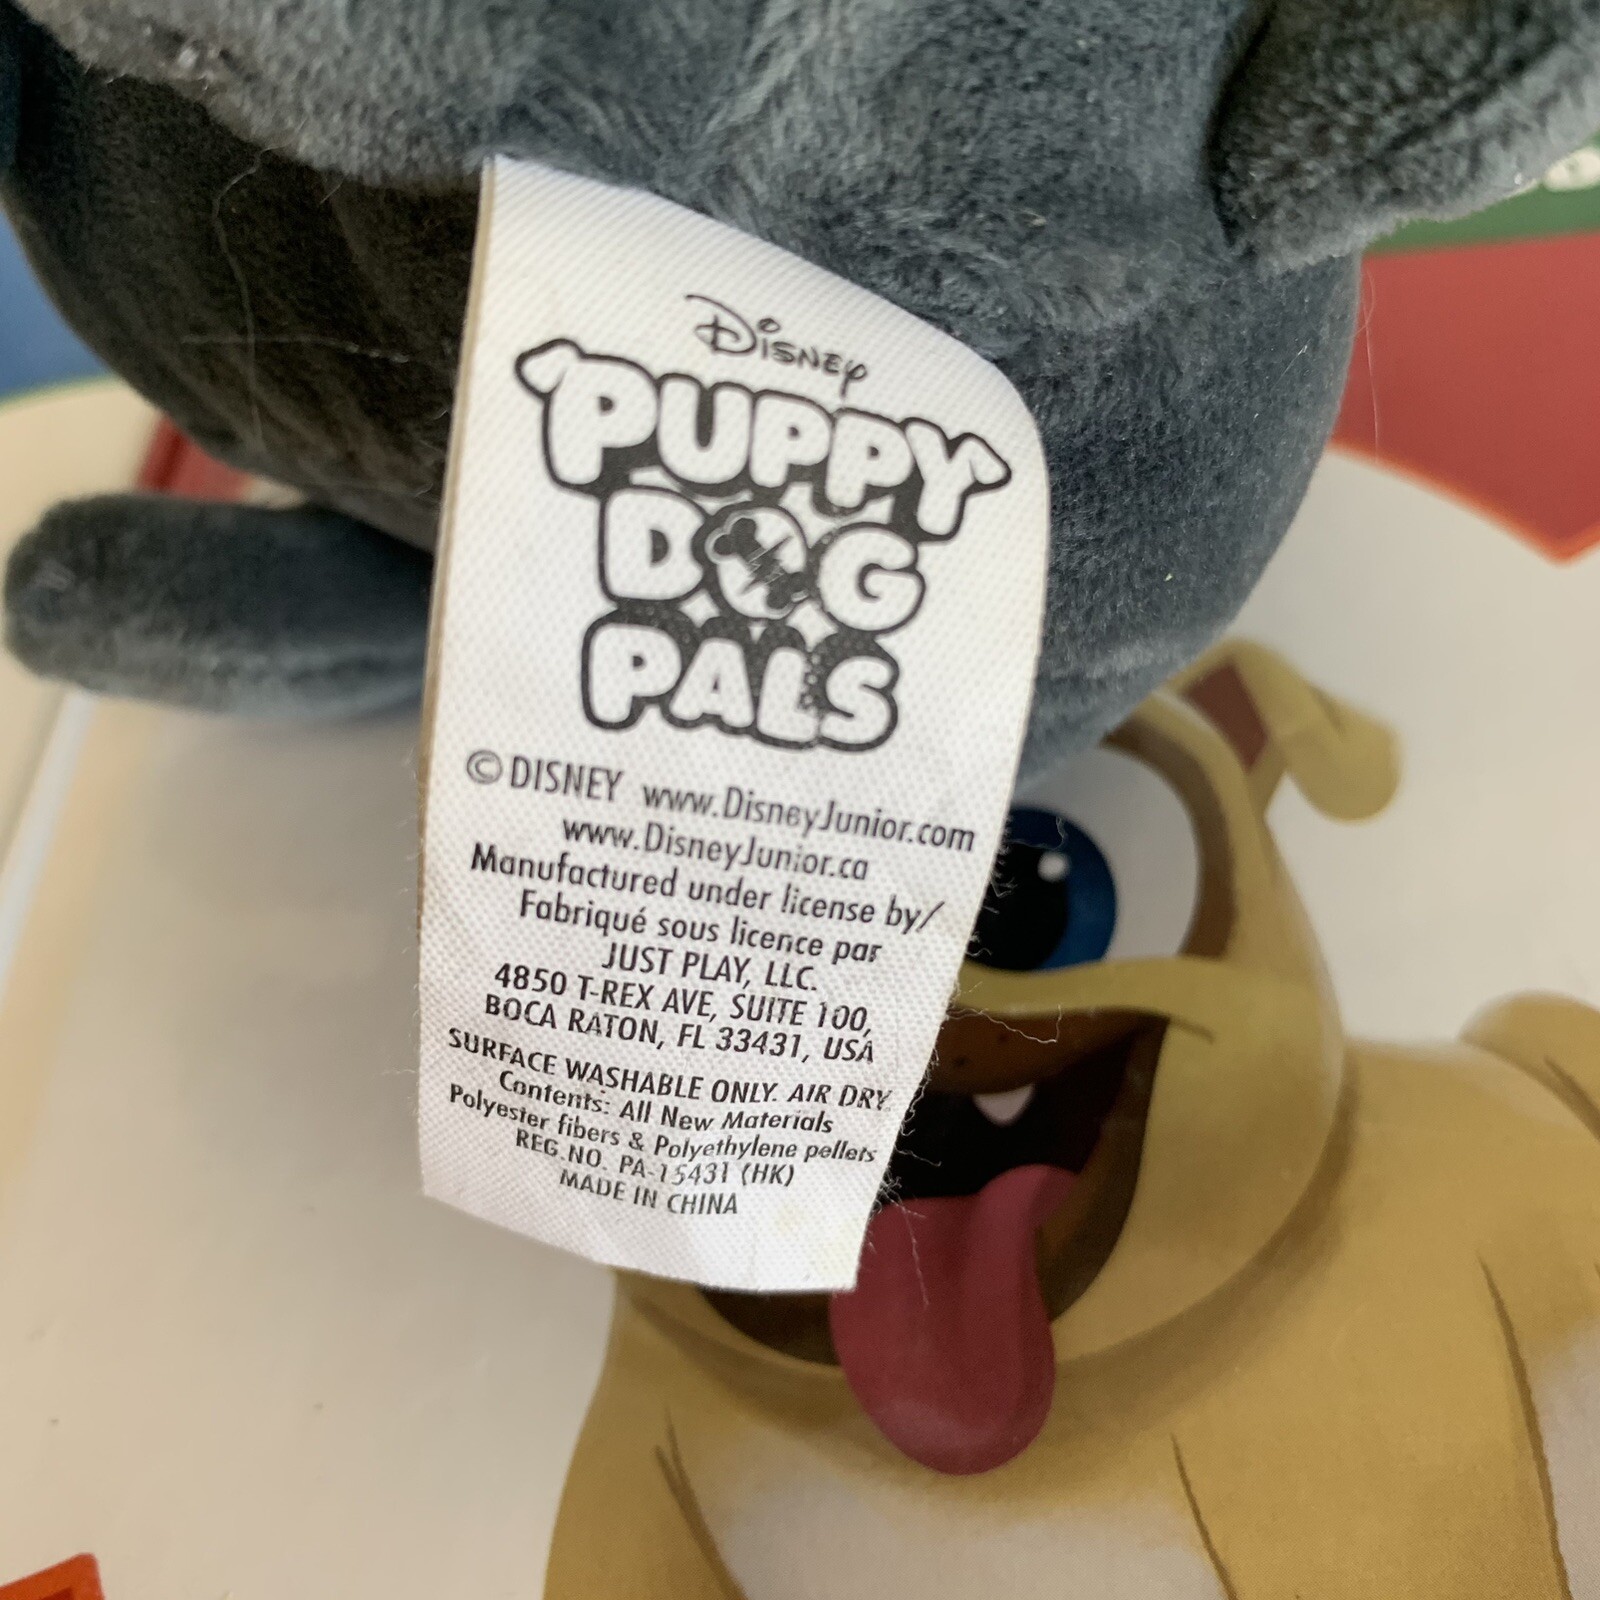 Disney
PUPPY
DOG
PALS
© DISNEY www.DisneyJunior.com
www.DisneyJunior.ca
Manufactured under license by/
Fabriqué sous licence par
JUST PLAY, LLC.
4850 T-REX AVE, SUITE 100,
BOCA RATON, FL 33431, USA
SURFACE WASHABLE ONLY. AIR DRY.
Contents: All New Materials
Polyester fibers & Polyethylene pellets
REG.NO. PA-15431 (HK)
MADE IN CHINA